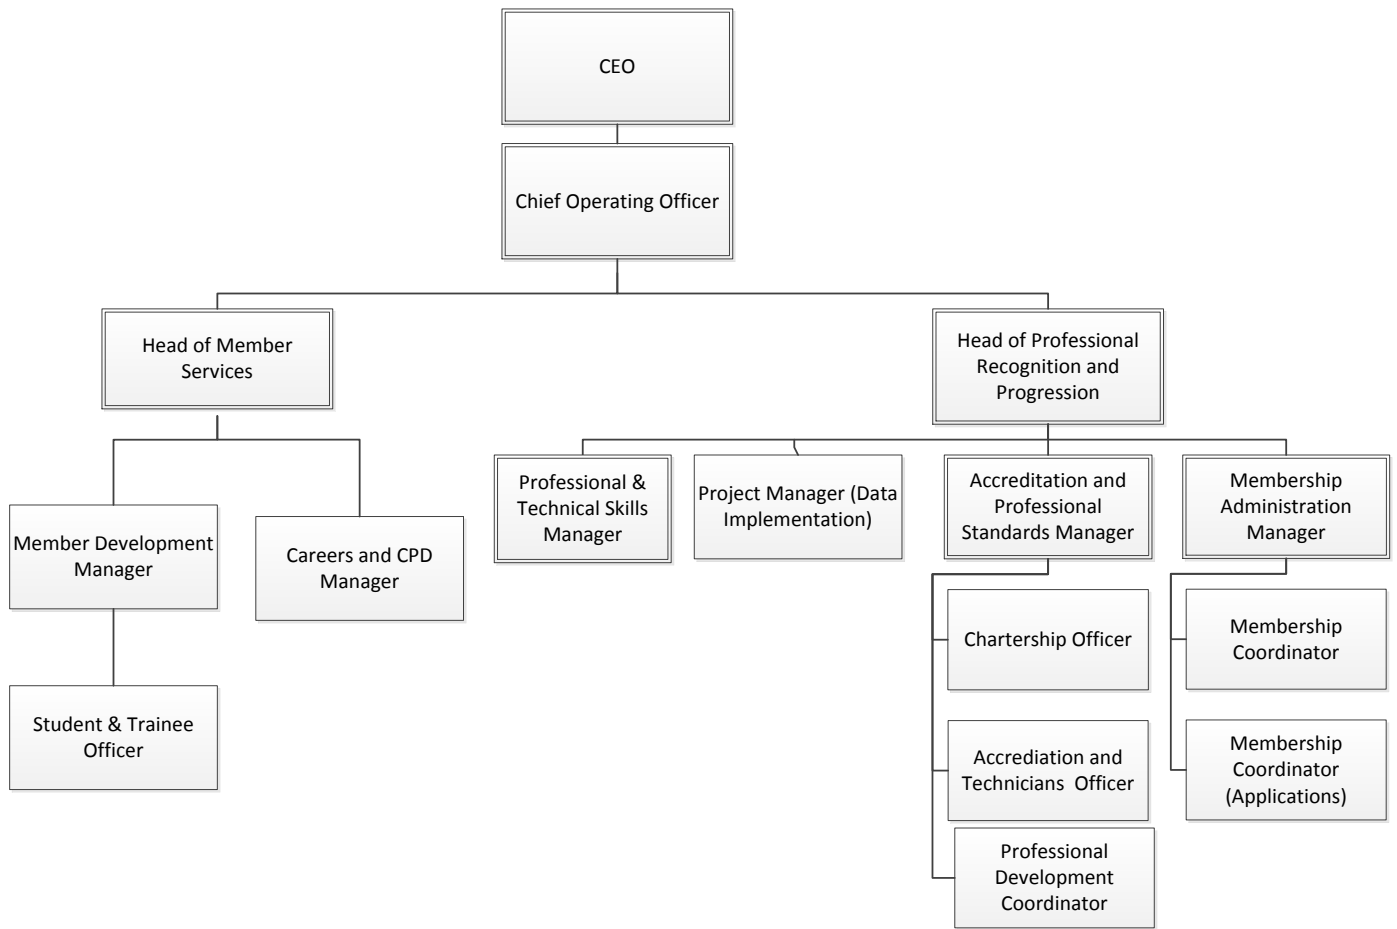 CEO
Chief Operating Officer
Head of Member
Services
Head of Professional
Recognition and
Progression
Member Development
Manager
Careers and CPD
Manager
Professional &
Technical Skills
Manager
Project Manager (Data
Implementation)
Accreditation and
Professional
Standards Manager
Membership
Administration
Manager
Student & Trainee
Officer
Chartership Officer
Accrediation and
Technicians  Officer
Professional
Development
Coordinator
Membership
Coordinator
Membership
Coordinator
(Applications)